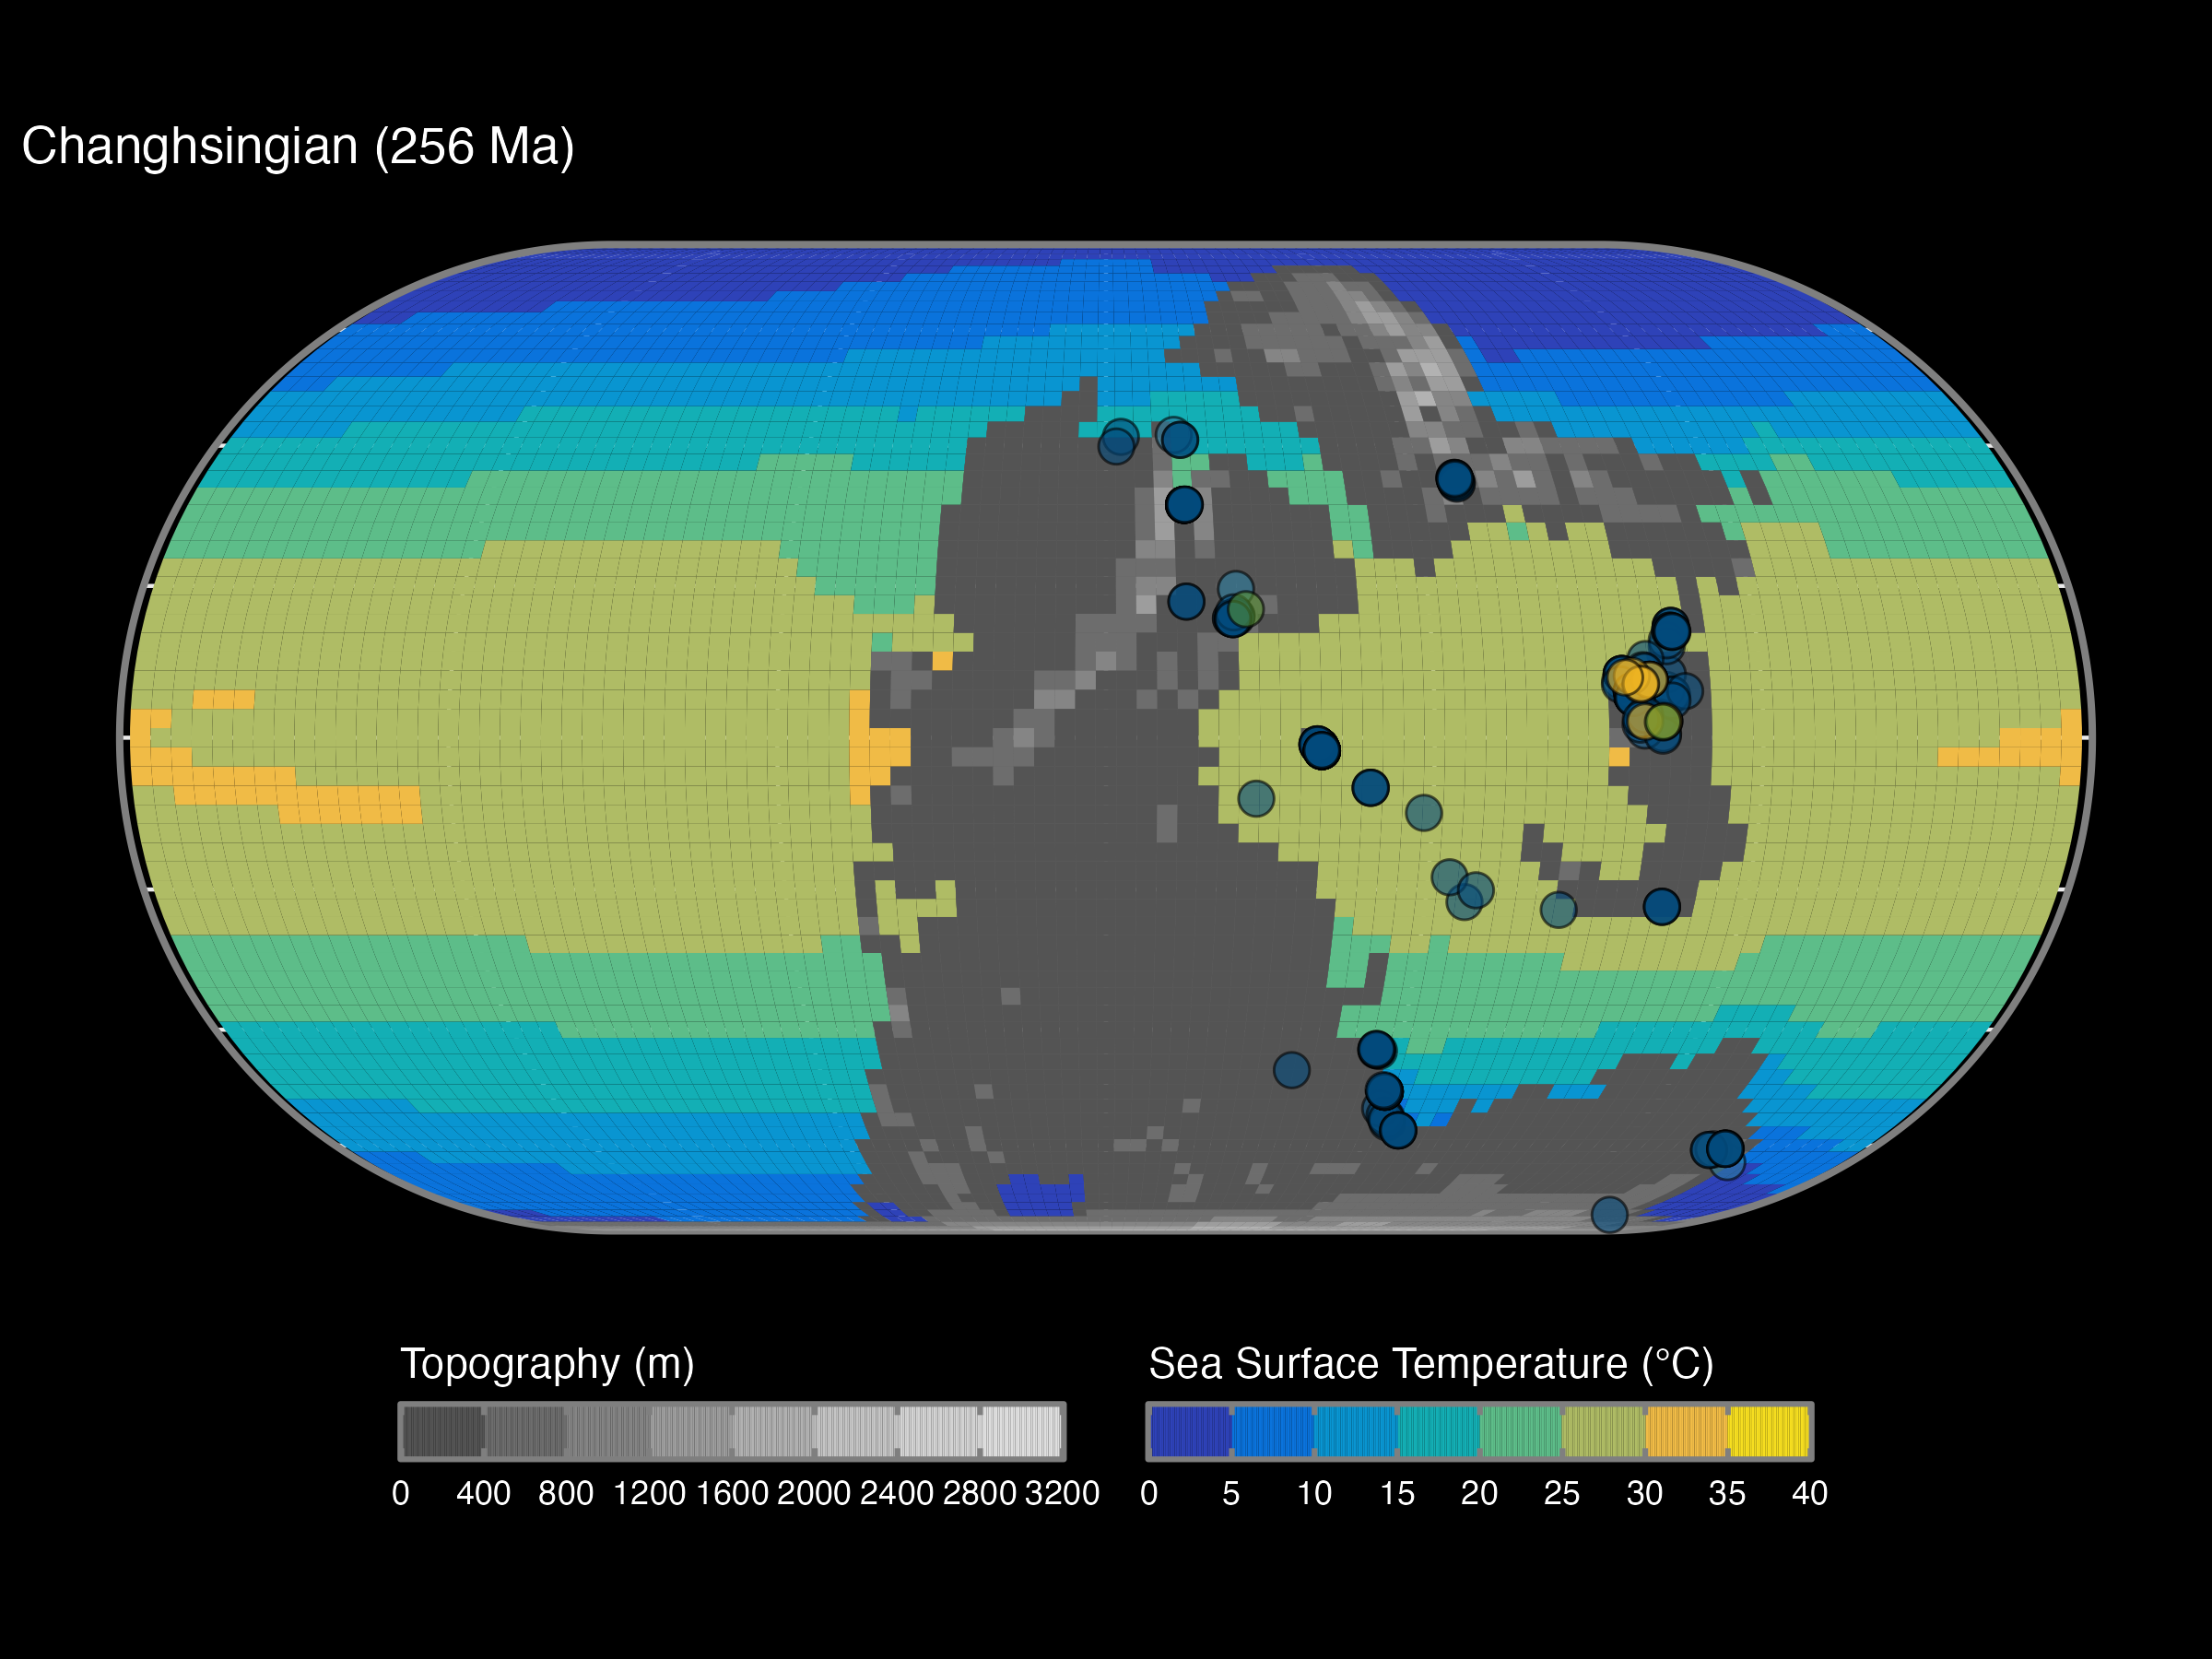 Changhsingian (256 Ma)
Topography (m)
0 400 800 1200 1600 2000 2400 2800 3200
Sea Surface Temperature (°C)
0 5 10 15 20 25 30 35 40